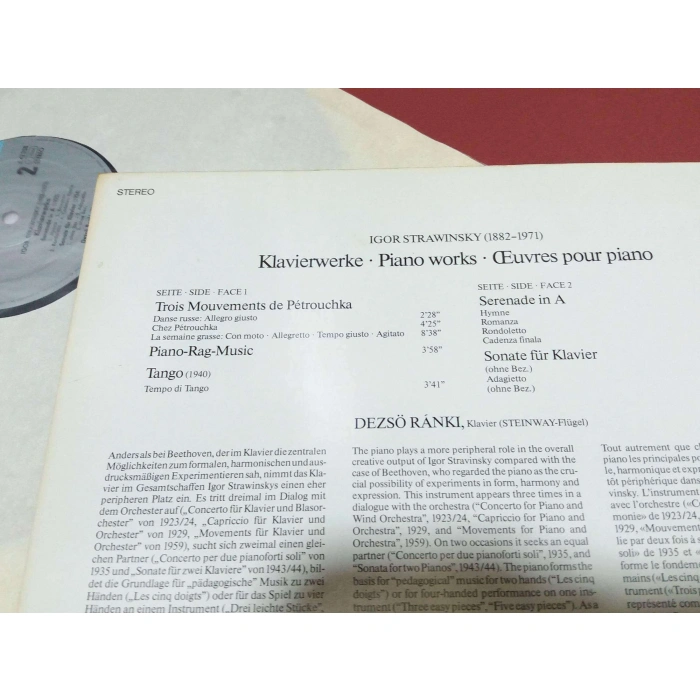 2
STEREO
IGOR STRAWINSKY (1882–1971)
Klavierwerke · Piano works · Œuvres pour piano
SEITE · SIDE · FACE 1
Trois Mouvements de Pétrouchka
Danse russe: Allegro giusto 2'28"
Chez Pétrouchka 4'25"
La semaine grasse: Con moto · Allegretto · Tempo giusto · Agitato 8'38"
Piano-Rag-Music 3'58"
Tango (1940)
Tempo di Tango 3'41"
SEITE · SIDE · FACE 2
Serenade in A
Hymne
Romanza
Rondoletto
Cadenza finala
Sonate für Klavier
(ohne Bez.)
Adagietto
(ohne Bez.)
DEZSÖ RÁNKI, Klavier (STEINWAY-Flügel)
Anders als bei Beethoven, der im Klavier die zentralen
Möglichkeiten zum formalen, harmonischen und aus-
drucksmäßigen Experimentieren sah, nimmt das Kla-
vier im Gesamtschaffen Igor Strawinskys einen eher
peripheren Platz ein. Es tritt dreimal im Dialog mit
dem Orchester auf („Concerto für Klavier und Blasor-
chester" von 1923/24, „Capriccio für Klavier und
Orchester" von 1929, „Movements für Klavier und
Orchester" von 1959), sucht sich zweimal einen glei-
chen Partner („Concerto per due pianoforti soli" von
1935 und „Sonate für zwei Klaviere" von 1943/44), bil-
det die Grundlage für „pädagogische" Musik zu zwei
Händen („Les cinq doigts") oder für das Spiel zu vier
Händen an einem Instrument („Drei leichte Stücke",
The piano plays a more peripheral role in the overall
creative output of Igor Stravinsky compared with the
case of Beethoven, who regarded the piano as the cru-
cial possibility of experiments in form, harmony and
expression. This instrument appears three times in a
dialogue with the orchestra ("Concerto for Piano and
Wind Orchestra", 1923/24, "Capriccio for Piano and
Orchestra", 1929, and "Movements for Piano and
Orchestra", 1959). On two occasions it seeks an equal
partner ("Concerto per due pianoforti soli", 1935, and
"Sonata for two Pianos", 1943/44). The piano forms the
basis for "pedagogical" music for two hands ("Les cinq
doigts") or for four-handed performance on one ins-
trument ("Three easy pieces", "Five easy pieces"). As a
Tout autrement que c
piano les principales po
le, harmonique et expr
tôt périphérique dans
vinsky. L'instrument
avec l'orchestre («Co
monie» de 1923/24,
1929, «Mouvement
lie par deux fois à s
soli» de 1935 et «
forme le fondeme
mains («Les cinq d
trument («Trois p
représenté com